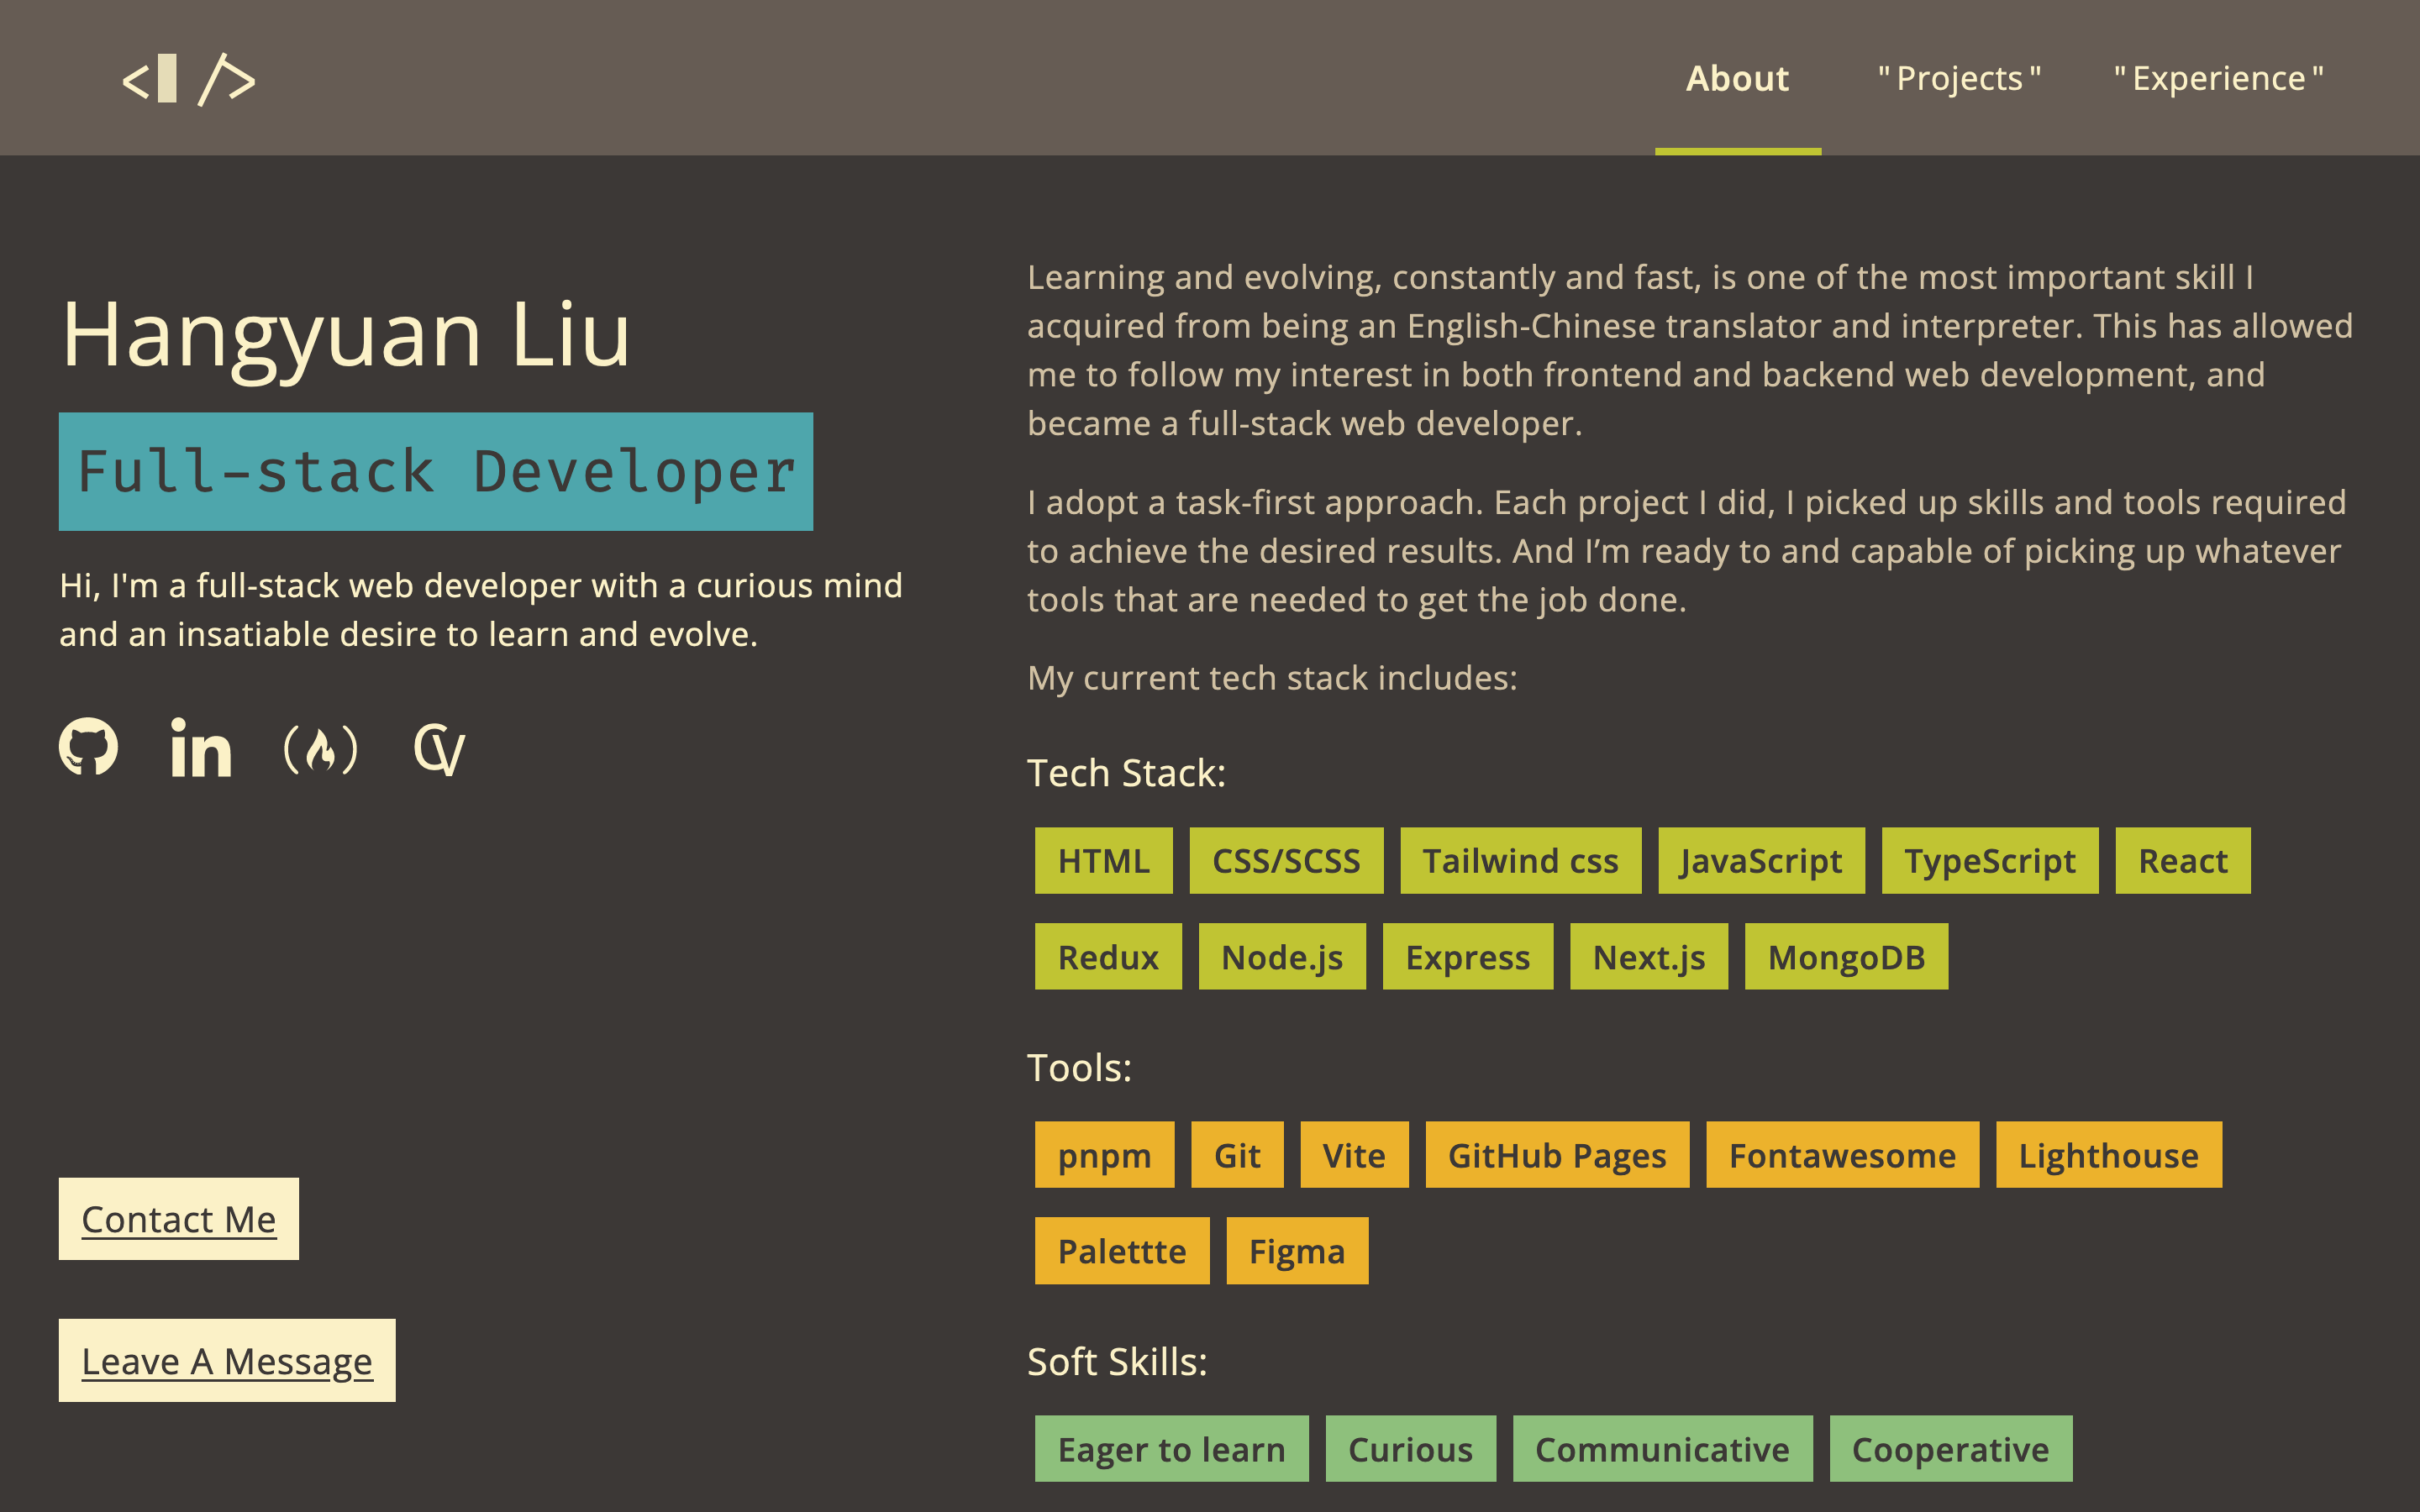 < />
About
"Projects"
"Experience"
Hangyuan Liu
Full-stack Developer
Hi, I'm a full-stack web developer with a curious mind
and an insatiable desire to learn and evolve.
in
CV
Contact Me
Leave A Message
Learning and evolving, constantly and fast, is one of the most important skill I
acquired from being an English-Chinese translator and interpreter. This has allowed
me to follow my interest in both frontend and backend web development, and
became a full-stack web developer.
I adopt a task-first approach. Each project I did, I picked up skills and tools required
to achieve the desired results. And I’m ready to and capable of picking up whatever
tools that are needed to get the job done.
My current tech stack includes:
Tech Stack:
HTML CSS/SCSS Tailwind css JavaScript TypeScript React
Redux Node.js Express Next.js MongoDB
Tools:
pnpm Git Vite GitHub Pages Fontawesome Lighthouse
Palettte Figma
Soft Skills:
Eager to learn Curious Communicative Cooperative